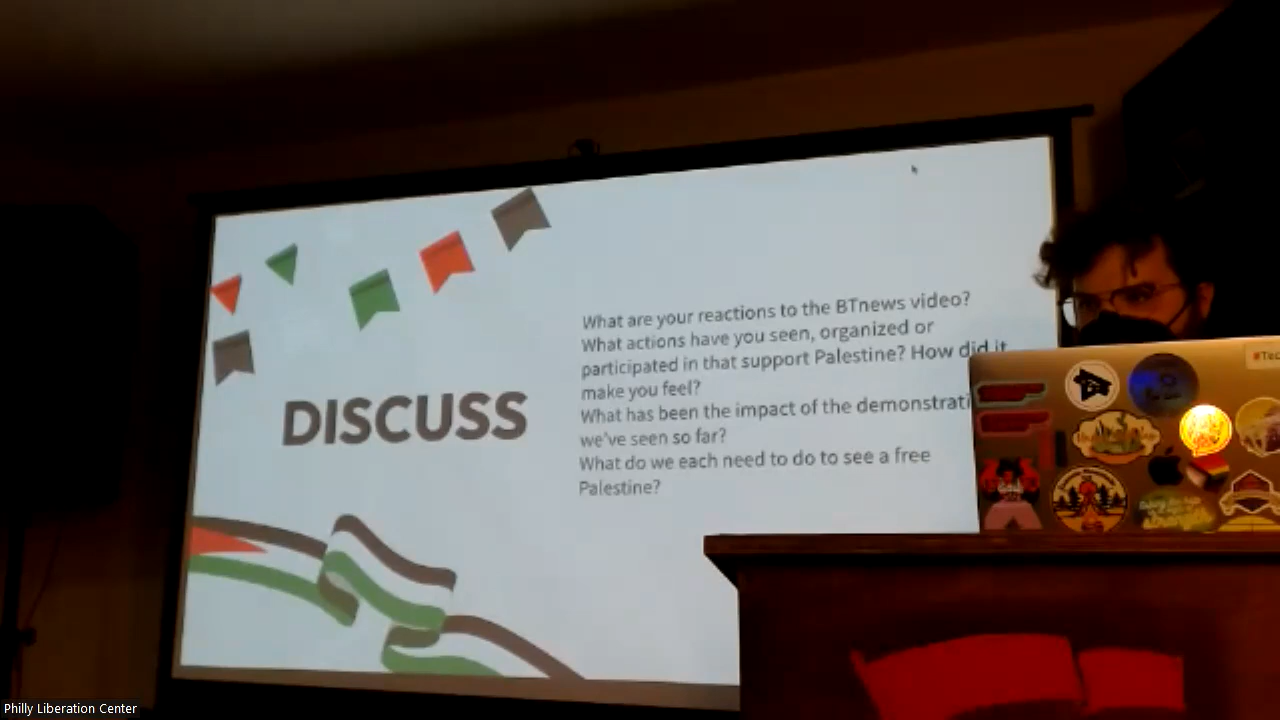 DISCUSS
What are your reactions to the BTnews video?
What actions have you seen, organized or
participated in that support Palestine? How did it
make you feel?
What has been the impact of the demonstrati
we've seen so far?
What do we each need to do to see a free
Palestine?
#Tec
Philly Liberation Center